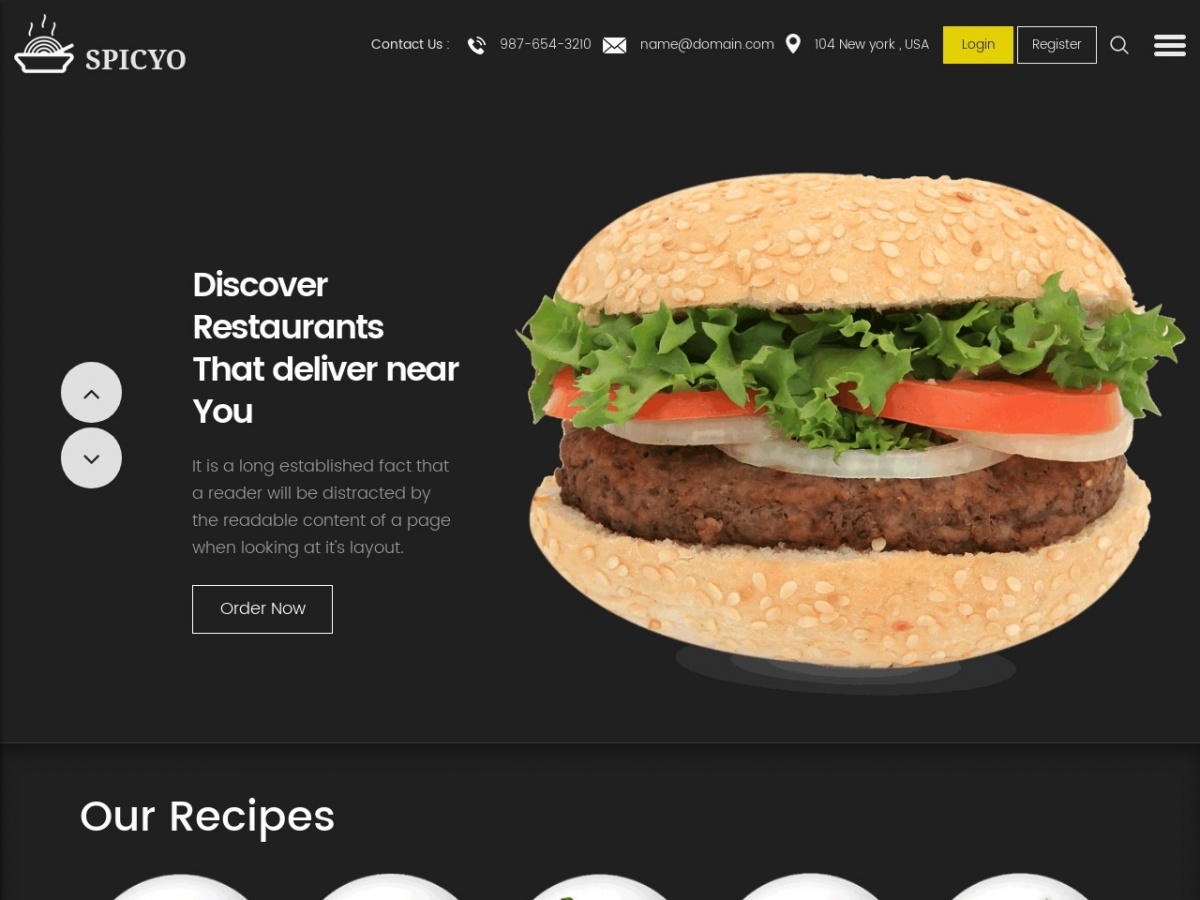 SPICYO
Contact Us : 987-654-3210 name@domain.com 104 New york , USA Login Register
Discover
Restaurants
That deliver near
You
It is a long established fact that
a reader will be distracted by
the readable content of a page
when looking at it's layout.
Order Now
Our Recipes